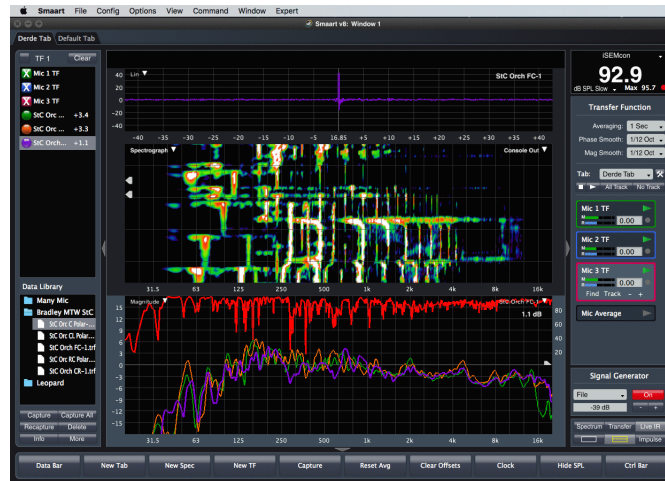 Smaart File Config Options View Command Window Expert
Smaart v8: Window 1
Derde Tab Default Tab
TF 1 Clear
Mic 1 TF
Mic 2 TF
Mic 3 TF
StC Orc ... +3.4
StC Orc ... +3.3
StC Orch... +1.1
Data Library
Many Mic
Bradley MTW StC
StC Orc C Polar-...
StC Orc CL Polar...
StC Orch FC-1.trf
StC Orc RC Polar...
StC Orch CR-1.trf
Leopard
Capture Capture All
Recapture Delete
Info More
Lin StC Orch FC-1
40
20
0
-20
-40
-40 -35 -30 -25 -20 -15 -10 -5 16.85 +5 +10 +15 +20 +25 +30 +35 +40
Spectrograph Console Out
31.5 63 125 250 500 1k 2k 4k 8k 16k
Magnitude StC Orch FC-1
1.1 dB
15
12
9
6
3
0
-3
-6
-9
-12
-15
80
60
40
20
31.5 63 125 250 500 1k 2k 4k 8k 16k
iSEMcon
92.9
dB SPL Slow Max 95.7
Transfer Function
Averaging: 1 Sec
Phase Smooth: 1/12 Oct
Mag Smooth: 1/12 Oct
Tab: Derde Tab
All Track No Track
Mic 1 TF
M
R 0.00
Mic 2 TF
M
R 0.00
Mic 3 TF
M
R 0.00
Find Track - +
Mic Average
Signal Generator
File On
-39 dB - +
Spectrum Transfer Live IR
Impulse
Data Bar New Tab New Spec New TF Capture Reset Avg Clear Offsets Clock Hide SPL Ctrl Bar